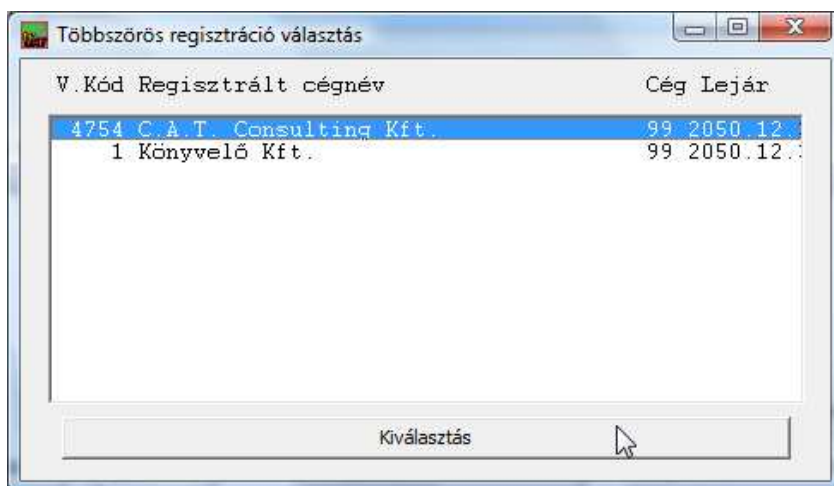 Többszörös regisztráció választás
V.Kód Regisztrált cégnév Cég Lejár
4754 C.A.T. Consulting Kft. 99 2050.12.
1 Könyvelő Kft. 99 2050.12.
Kiválasztás